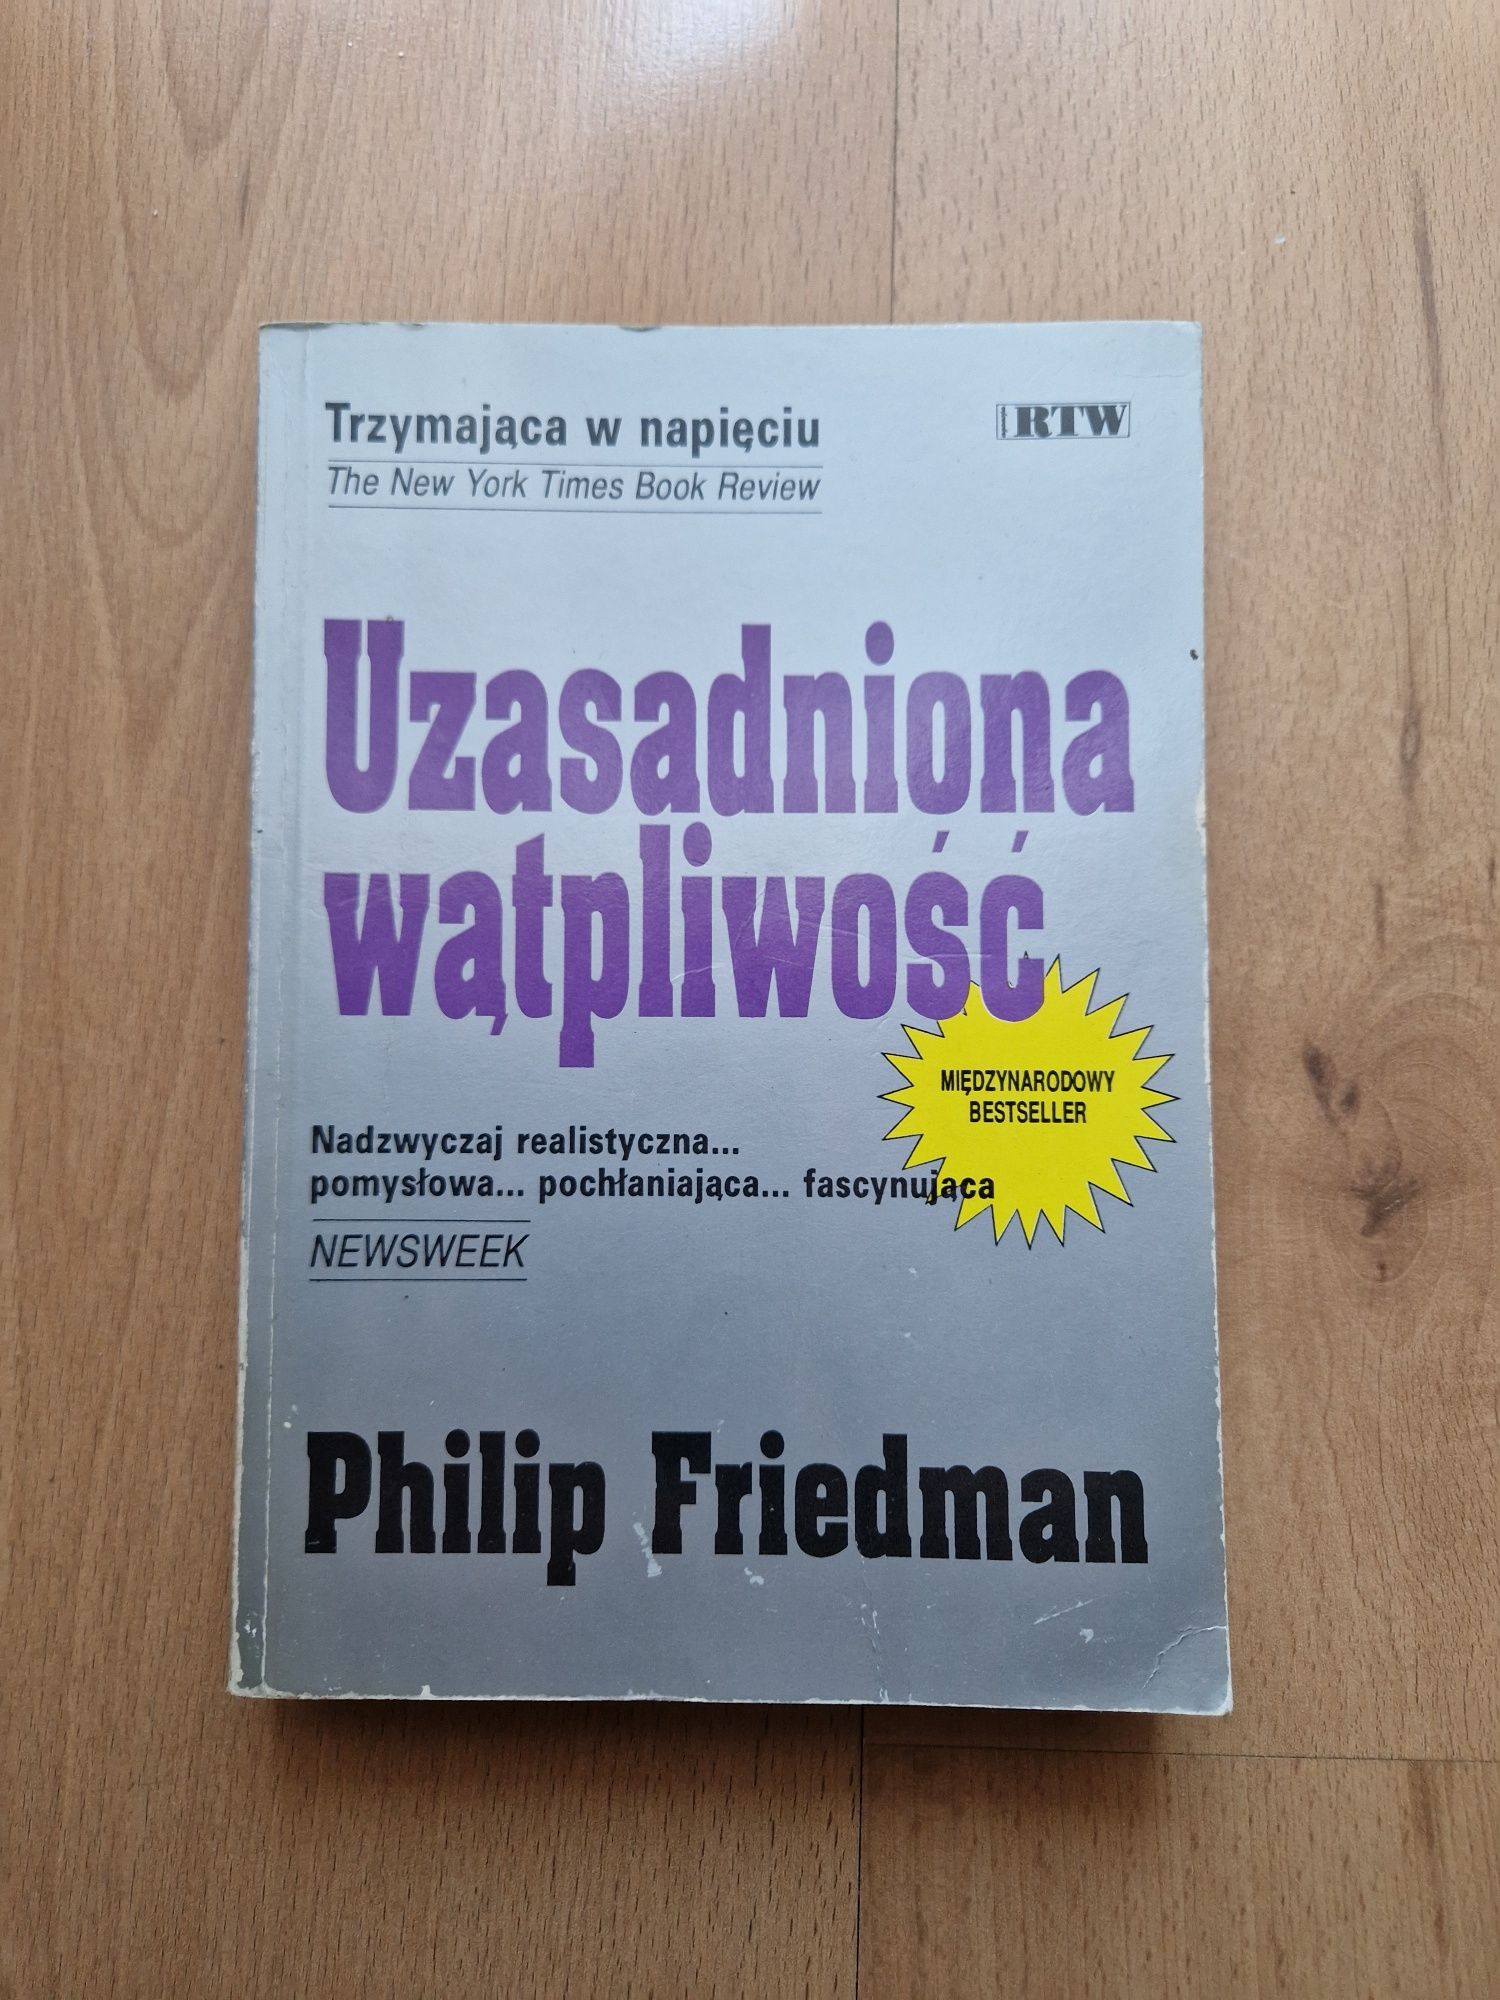 Trzymająca w napięciu
The New York Times Book Review
RTW
Uzasadniona
wątpliwość
MIĘDZYNARODOWY
BESTSELLER
Nadzwyczaj realistyczna...
pomysłowa... pochłaniająca... fascynująca
NEWSWEEK
Philip Friedman